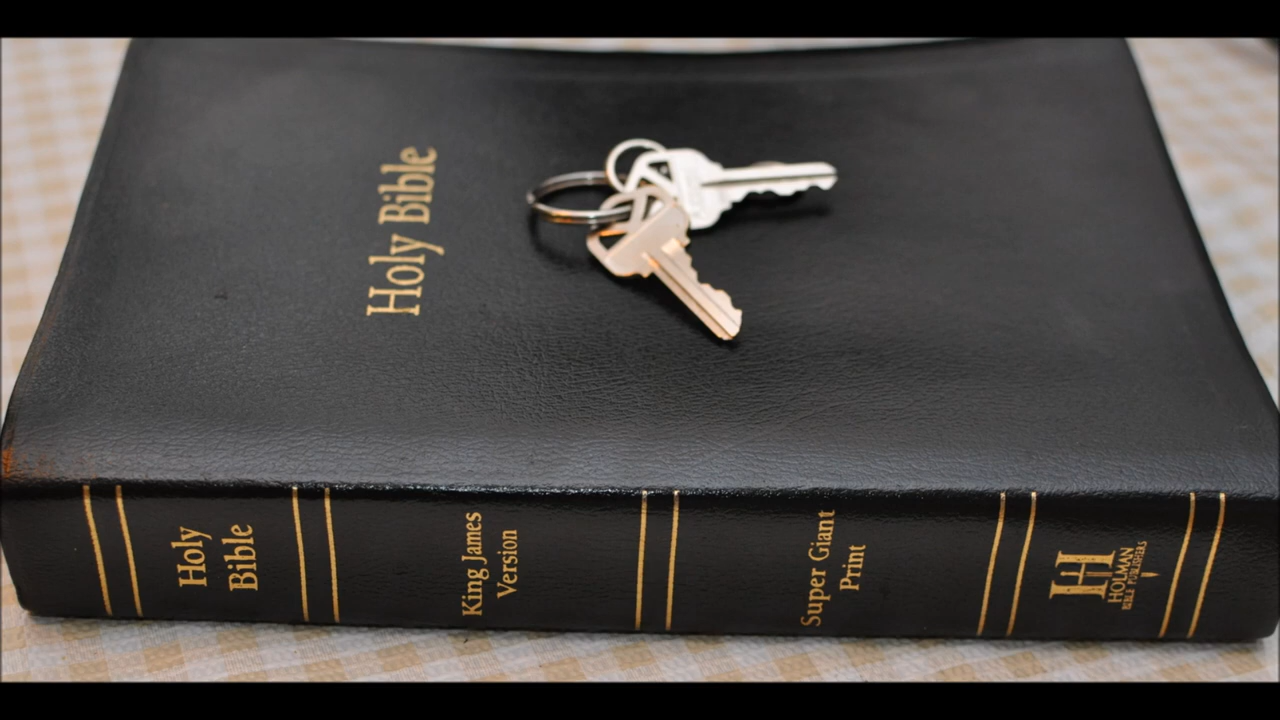 Holy Bible
Holy
Bible
King James
Version
Super Giant
Print
HOLMAN
BIBLE PUBLISHERS